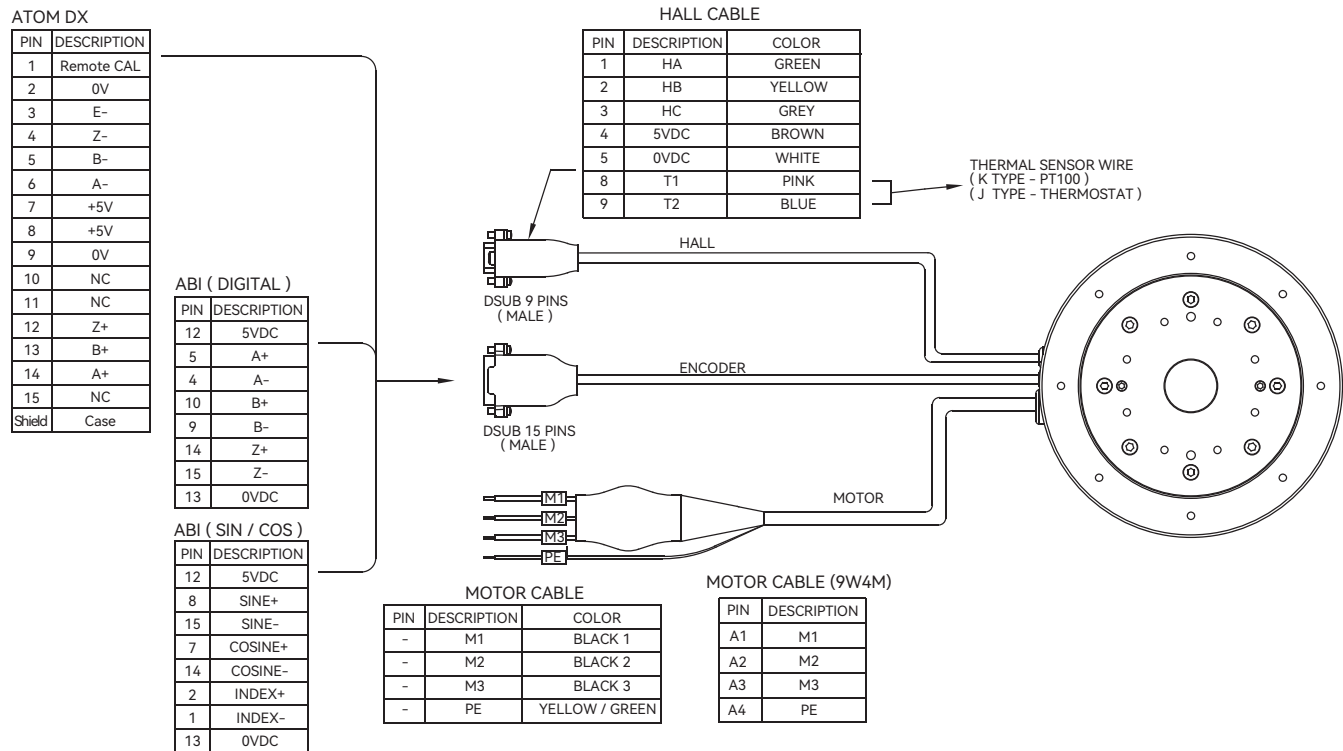 ATOM DX
PIN DESCRIPTION
1 Remote CAL
2 0V
3 E-
4 Z-
5 B-
6 A-
7 +5V
8 +5V
9 0V
10 NC
11 NC
12 Z+
13 B+
14 A+
15 NC
Shield Case
ABI ( DIGITAL )
PIN DESCRIPTION
12 5VDC
5 A+
4 A-
10 B+
9 B-
14 Z+
15 Z-
13 0VDC
ABI ( SIN / COS )
PIN DESCRIPTION
12 5VDC
8 SINE+
15 SINE-
7 COSINE+
14 COSINE-
2 INDEX+
1 INDEX-
13 0VDC
HALL CABLE
PIN DESCRIPTION COLOR
1 HA GREEN
2 HB YELLOW
3 HC GREY
4 5VDC BROWN
5 0VDC WHITE
8 T1 PINK
9 T2 BLUE
THERMAL SENSOR WIRE
( K TYPE - PT100 )
( J TYPE - THERMOSTAT )
HALL
DSUB 9 PINS
( MALE )
ENCODER
DSUB 15 PINS
( MALE )
MOTOR
M1
M2
M3
PE
MOTOR CABLE
PIN DESCRIPTION COLOR
- M1 BLACK 1
- M2 BLACK 2
- M3 BLACK 3
- PE YELLOW / GREEN
MOTOR CABLE (9W4M)
PIN DESCRIPTION
A1 M1
A2 M2
A3 M3
A4 PE